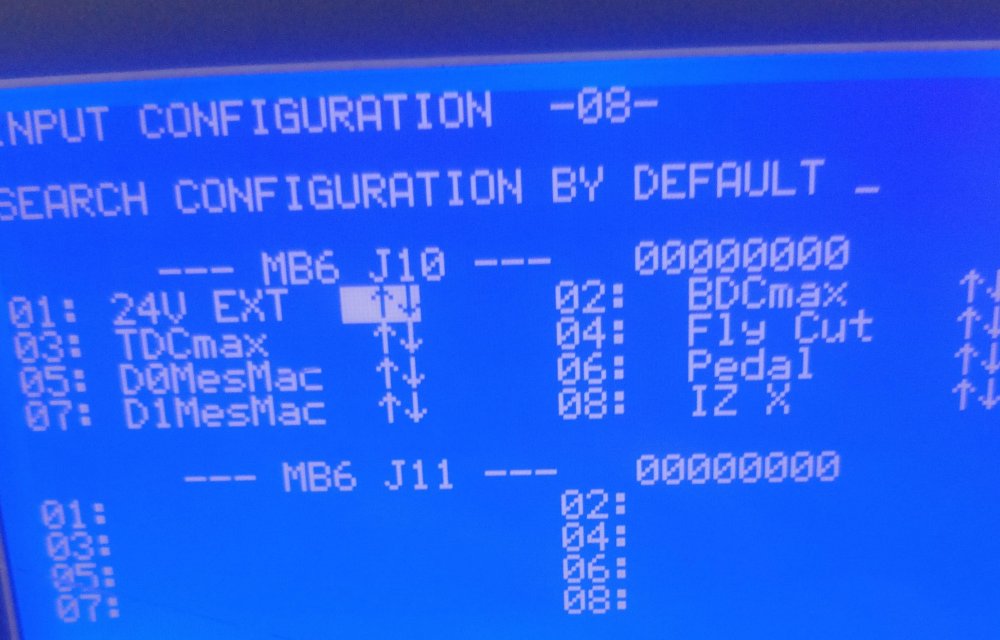 INPUT CONFIGURATION -08-
SEARCH CONFIGURATION BY DEFAULT _
--- MB6 J10 --- 00000000
01: 24V EXT ↑↓ 02: BDCmax ↑↓
03: TDCmax ↑↓ 04: Fly Cut ↑↓
05: D0MesMac ↑↓ 06: Pedal ↑↓
07: D1MesMac ↑↓ 08: IZ X ↑↓
--- MB6 J11 --- 00000000
01: 02:
03: 04:
05: 06:
07: 08: